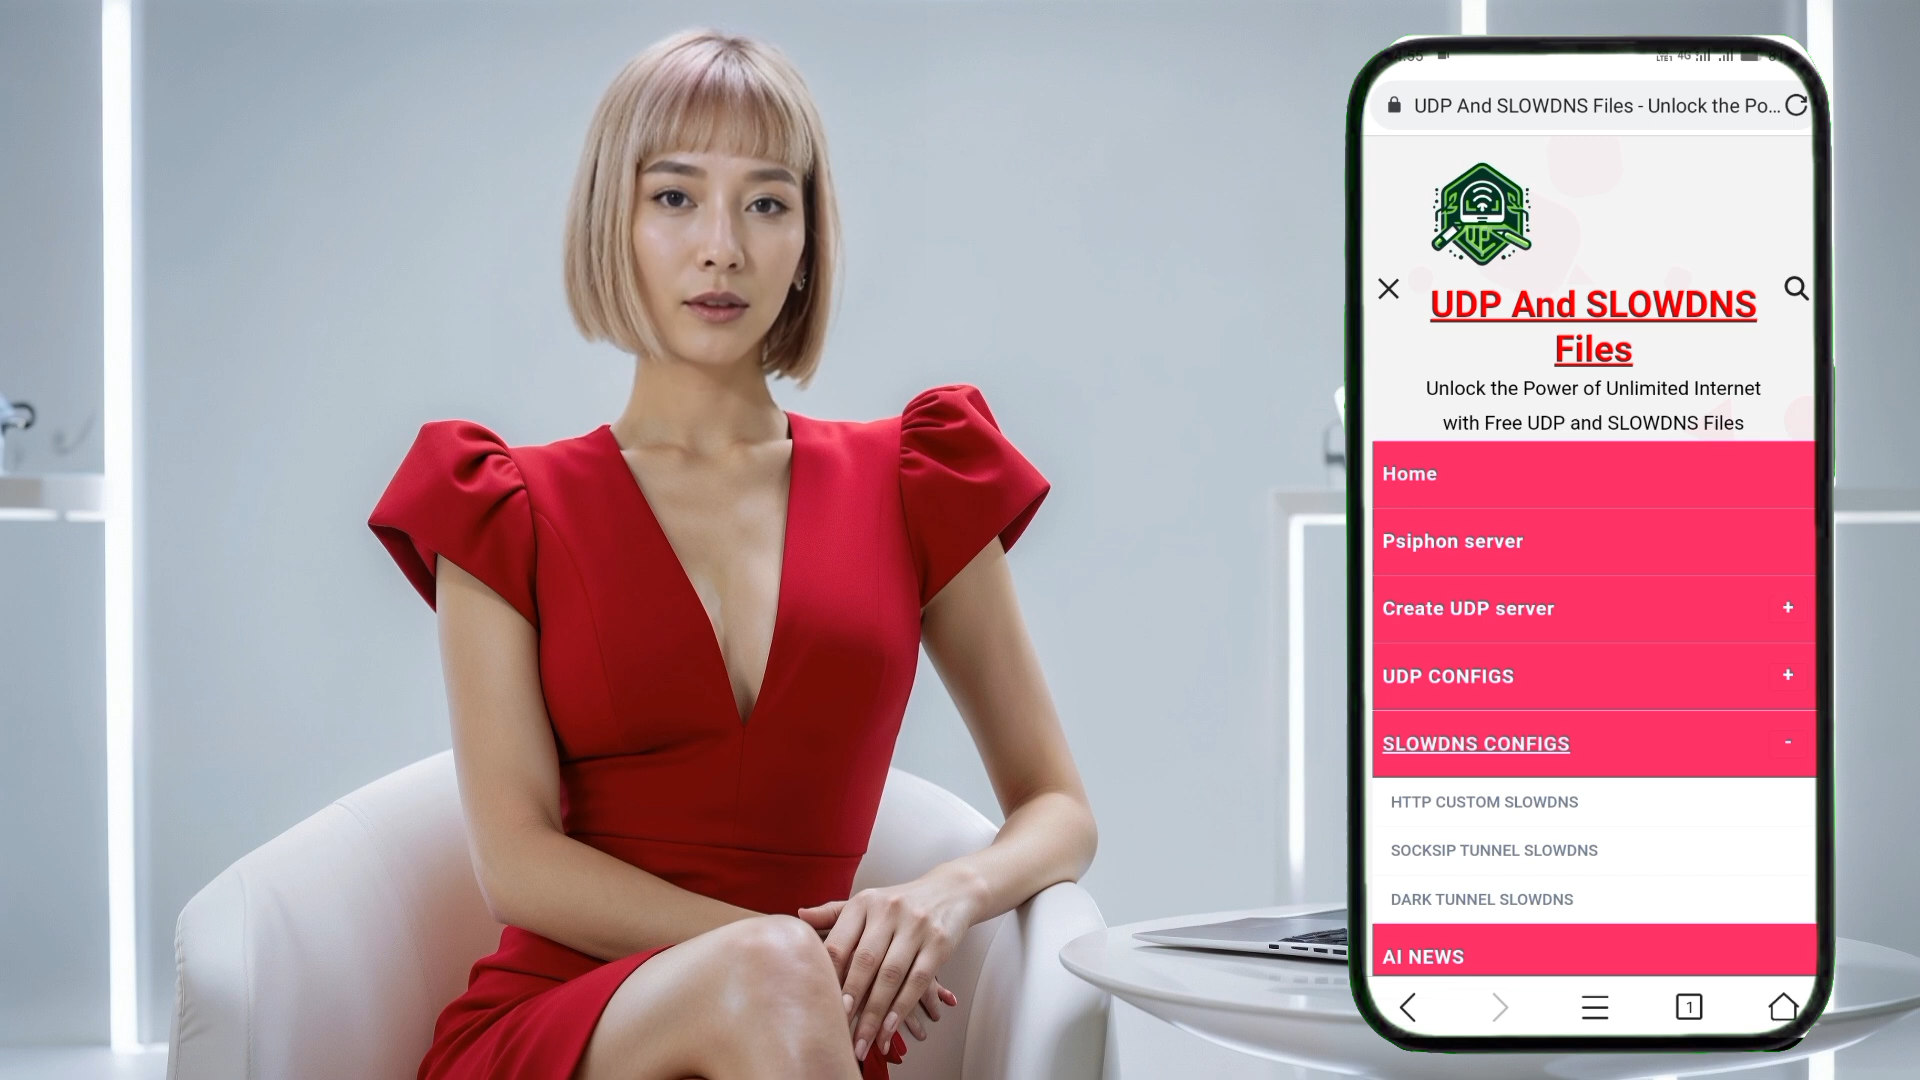 4G
UDP And SLOWDNS Files - Unlock the Po...
UDP And SLOWDNS
Files
Unlock the Power of Unlimited Internet
with Free UDP and SLOWDNS Files
Home
Psiphon server
Create UDP server +
UDP CONFIGS +
SLOWDNS CONFIGS -
HTTP CUSTOM SLOWDNS
SOCKSIP TUNNEL SLOWDNS
DARK TUNNEL SLOWDNS
AI NEWS
1